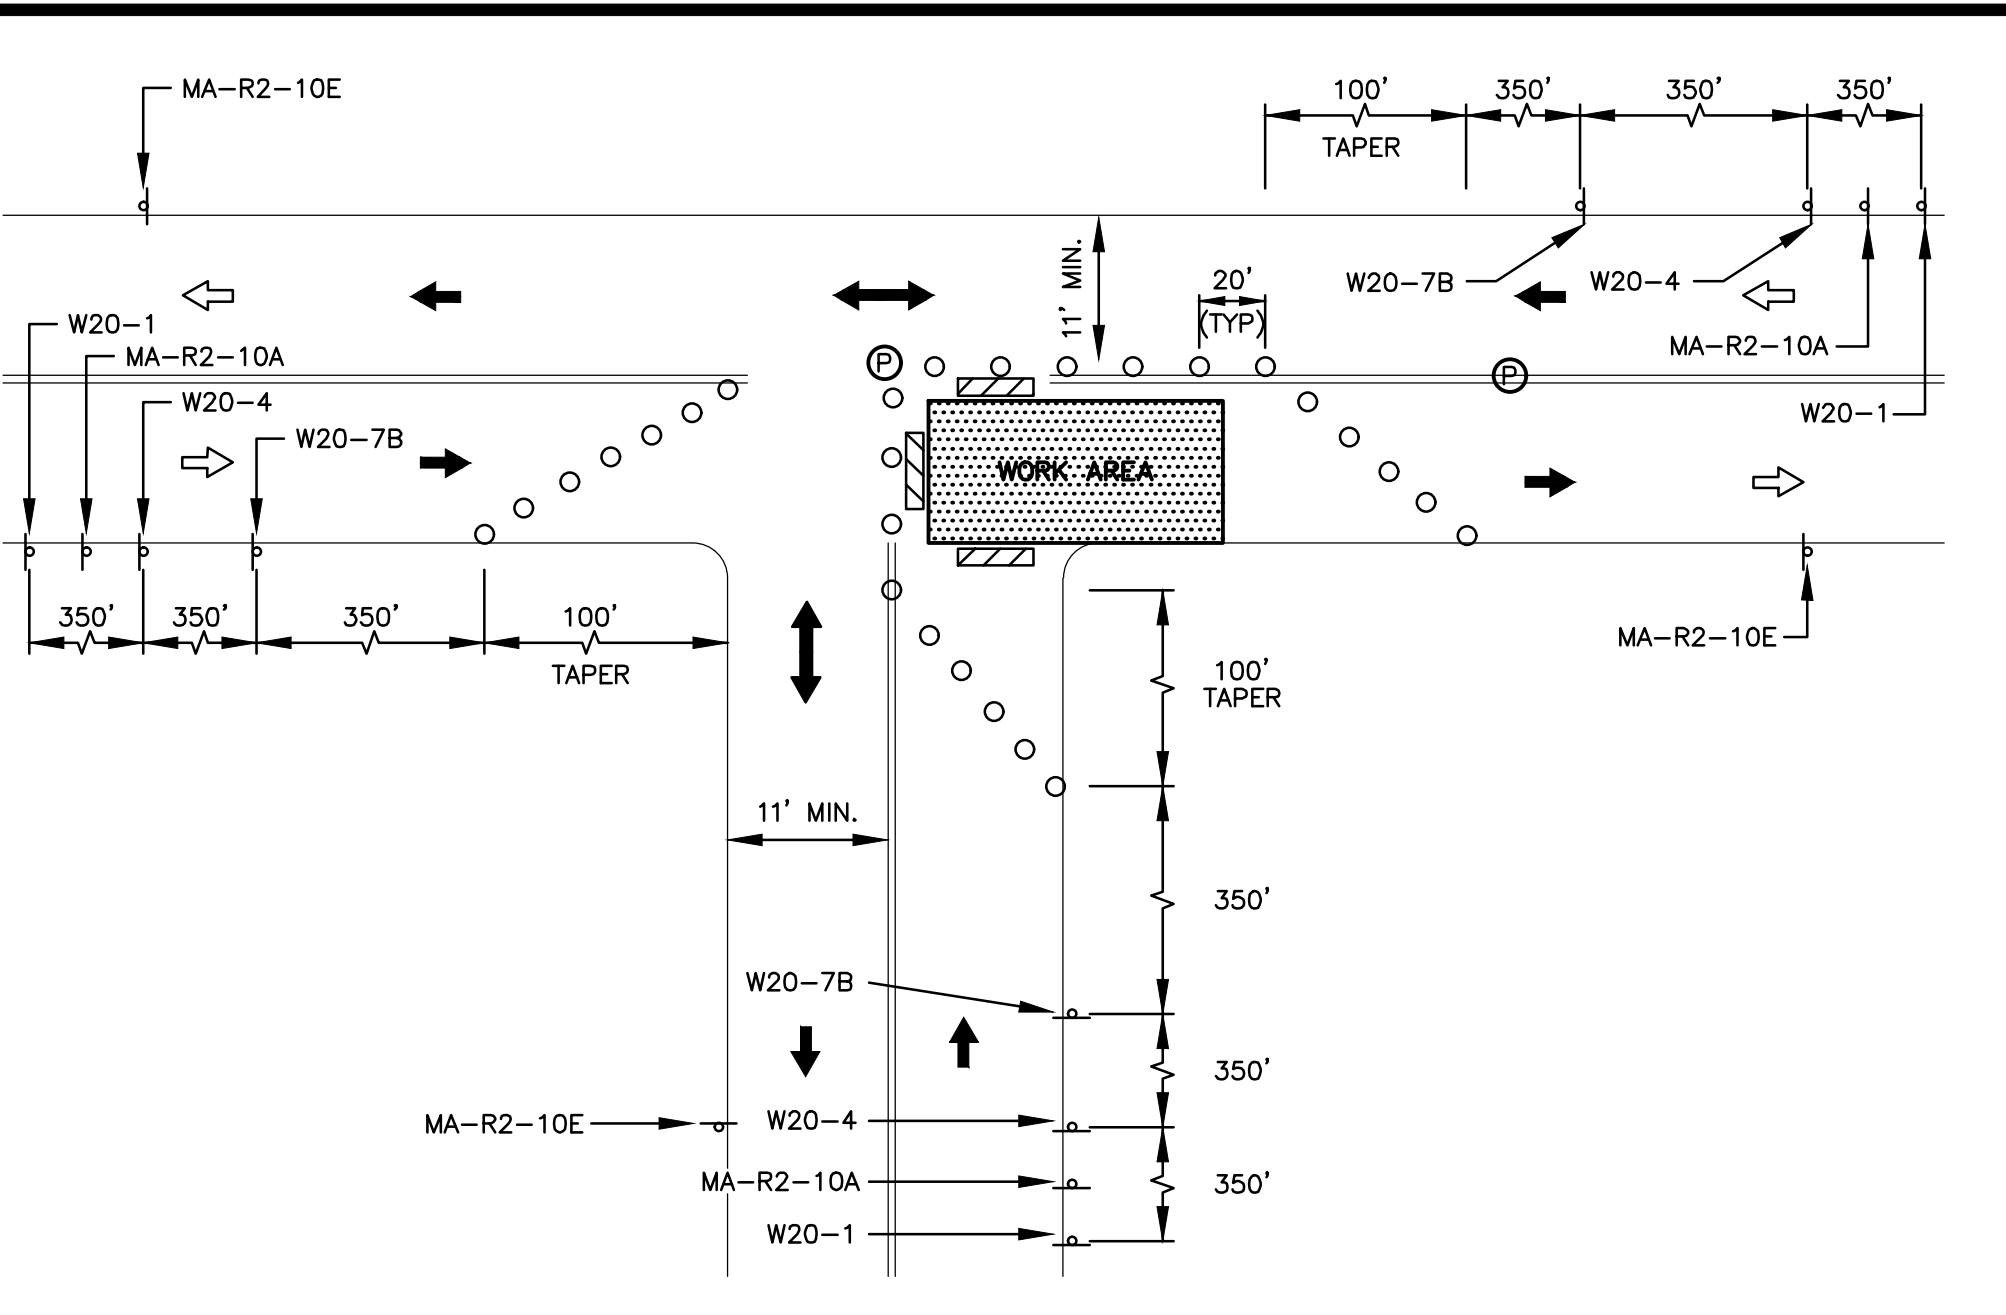 MA-R2-10E
100' 350' 350' 350'
TAPER
11' MIN.
20'
(TYP)
W20-7B
W20-4
MA-R2-10A
W20-1
W20-1
MA-R2-10A
W20-4
W20-7B
P
P
WORK AREA
350' 350' 350' 100'
TAPER
MA-R2-10E
100'
TAPER
11' MIN.
350'
W20-7B
350'
MA-R2-10E
W20-4
MA-R2-10A
350'
W20-1